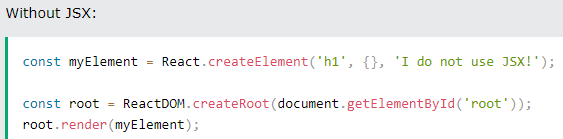 Without JSX:
const myElement = React.createElement('h1', {}, 'I do not use JSX!');
const root = ReactDOM.createRoot(document.getElementById('root'));
root.render(myElement);